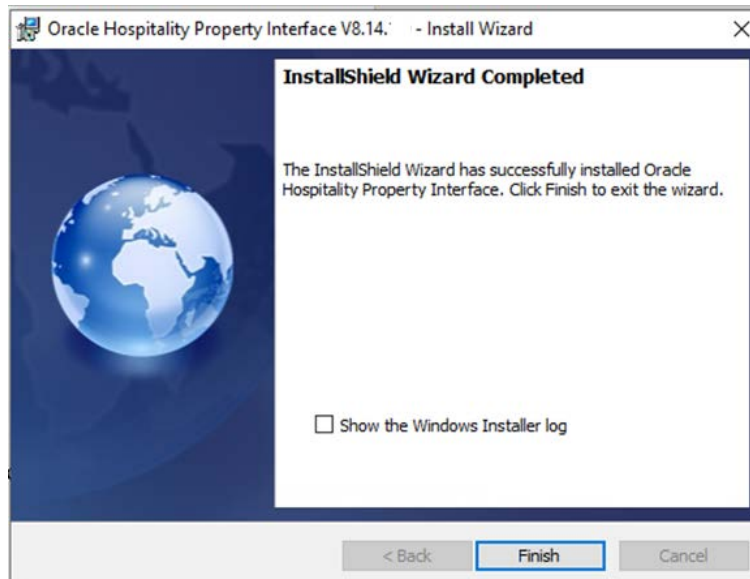 Oracle Hospitality Property Interface V8.14. - Install Wizard
InstallShield Wizard Completed
The InstallShield Wizard has successfully installed Oracle
Hospitality Property Interface. Click Finish to exit the wizard.
Show the Windows Installer log
< Back Finish Cancel